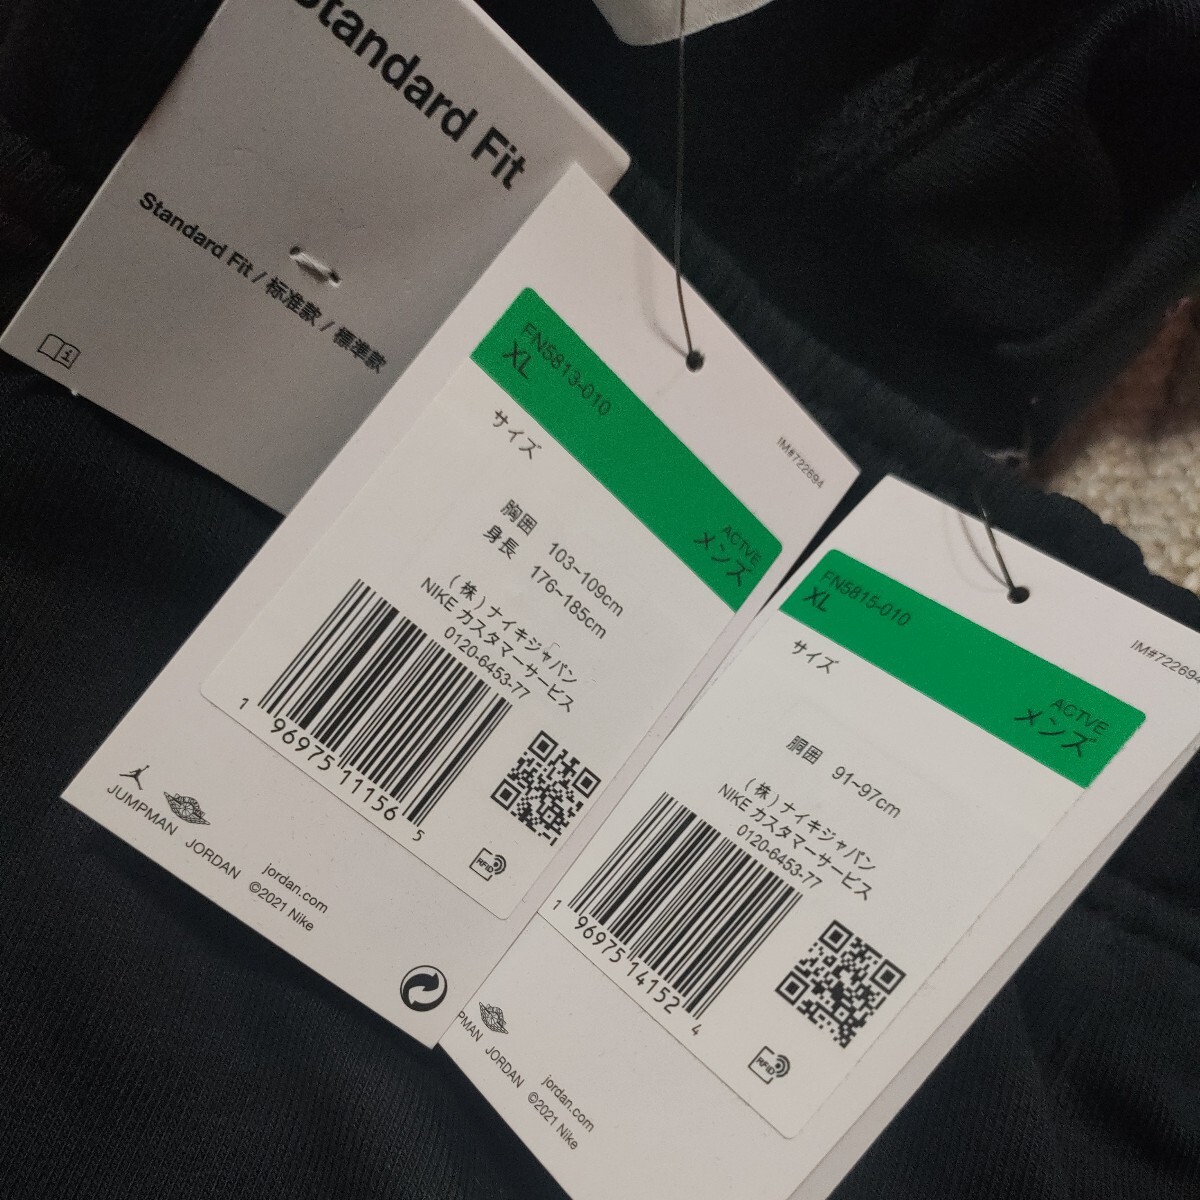 Standard Fit
Standard Fit / 标准款 / 標準款
FN5813-010
XL
ACTVE
メンズ
IM#722694
サイズ
胸囲 103~109cm
身長 176~185cm
(株)ナイキジャパン
NIKE カスタマーサービス
0120-6453-77
1 96975 11156 5
RFID
JUMPMAN JORDAN
jordan.com
©2021 Nike
FN5815-010
XL
ACTVE
メンズ
IM#722694
サイズ
胴囲 91~97cm
(株)ナイキジャパン
NIKE カスタマーサービス
0120-6453-77
1 96975 14152 4
RFID
PMAN JORDAN
jordan.com
©2021 Nike